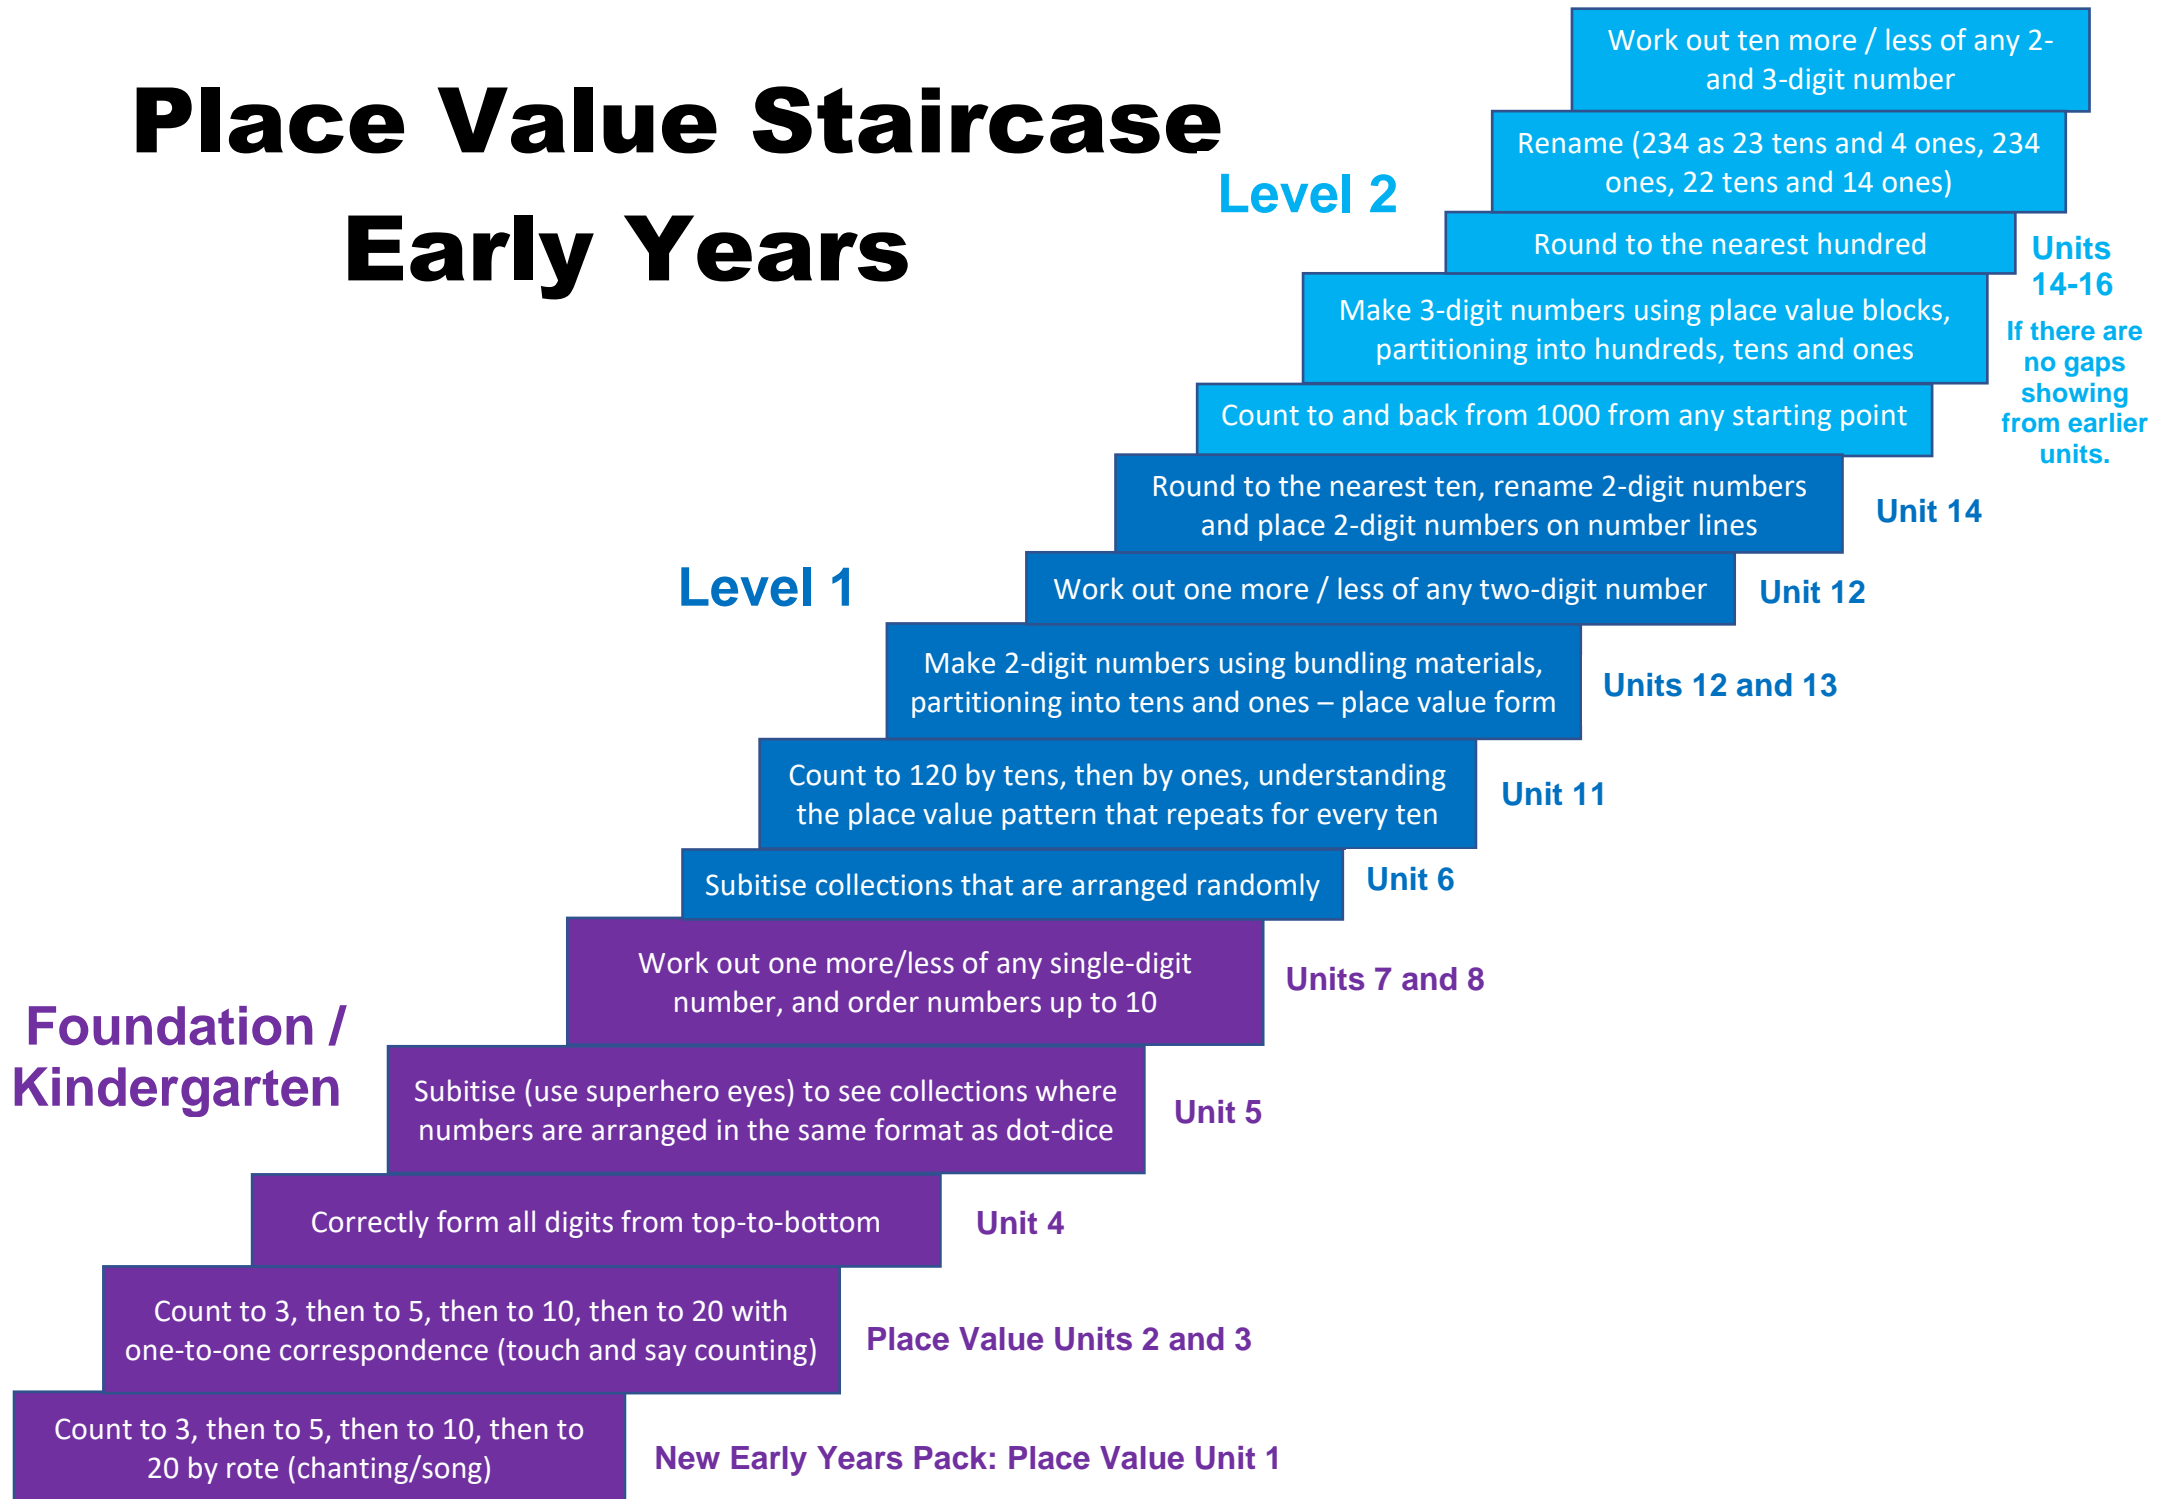 Place Value Staircase
Early Years
Work out ten more / less of any 2-
and 3-digit number
Rename (234 as 23 tens and 4 ones, 234
ones, 22 tens and 14 ones)
Level 2
Round to the nearest hundred
Units
14-16
Make 3-digit numbers using place value blocks,
partitioning into hundreds, tens and ones
If there are
no gaps
showing
from earlier
units.
Count to and back from 1000 from any starting point
Round to the nearest ten, rename 2-digit numbers
and place 2-digit numbers on number lines
Unit 14
Level 1
Work out one more / less of any two-digit number
Unit 12
Make 2-digit numbers using bundling materials,
partitioning into tens and ones – place value form
Units 12 and 13
Count to 120 by tens, then by ones, understanding
the place value pattern that repeats for every ten
Unit 11
Subitise collections that are arranged randomly
Unit 6
Work out one more/less of any single-digit
number, and order numbers up to 10
Units 7 and 8
Foundation /
Kindergarten
Subitise (use superhero eyes) to see collections where
numbers are arranged in the same format as dot-dice
Unit 5
Correctly form all digits from top-to-bottom
Unit 4
Count to 3, then to 5, then to 10, then to 20 with
one-to-one correspondence (touch and say counting)
Place Value Units 2 and 3
Count to 3, then to 5, then to 10, then to
20 by rote (chanting/song)
New Early Years Pack: Place Value Unit 1